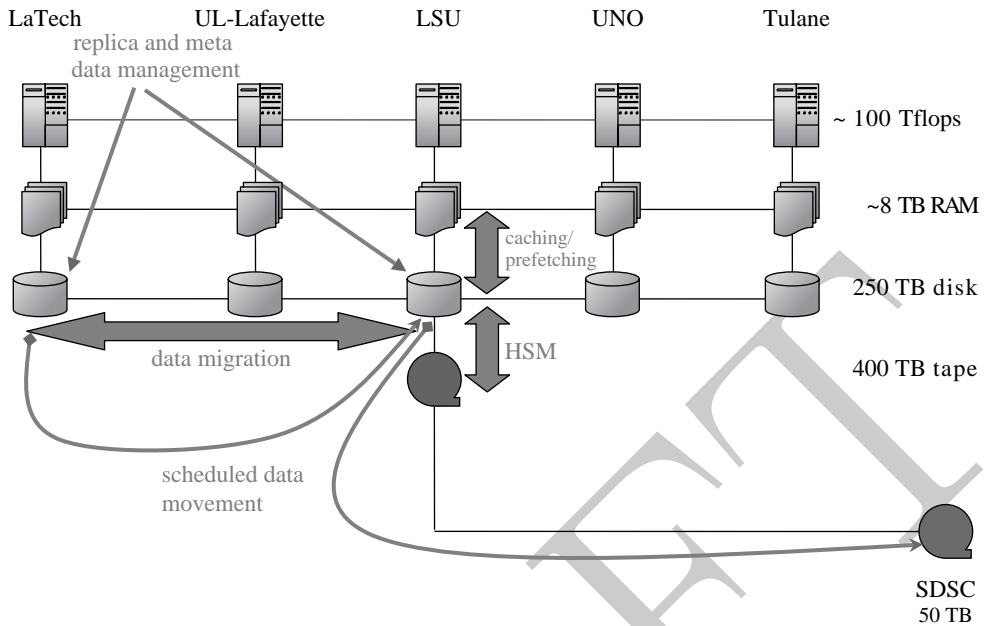 LaTech
UL-Lafayette
LSU
UNO
Tulane
replica and meta
data management
~ 100 Tflops
~8 TB RAM
caching/
prefetching
250 TB disk
data migration
HSM
400 TB tape
scheduled data
movement
SDSC
50 TB
FT